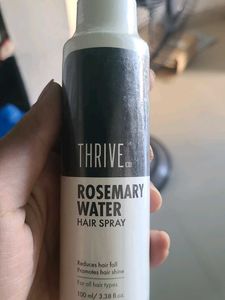 THRIVE CO
ROSEMARY
WATER
HAIR SPRAY
Reduces hair fall
Promotes hair shine
For all hair types
100 ml/ 3.38 fl.oz.